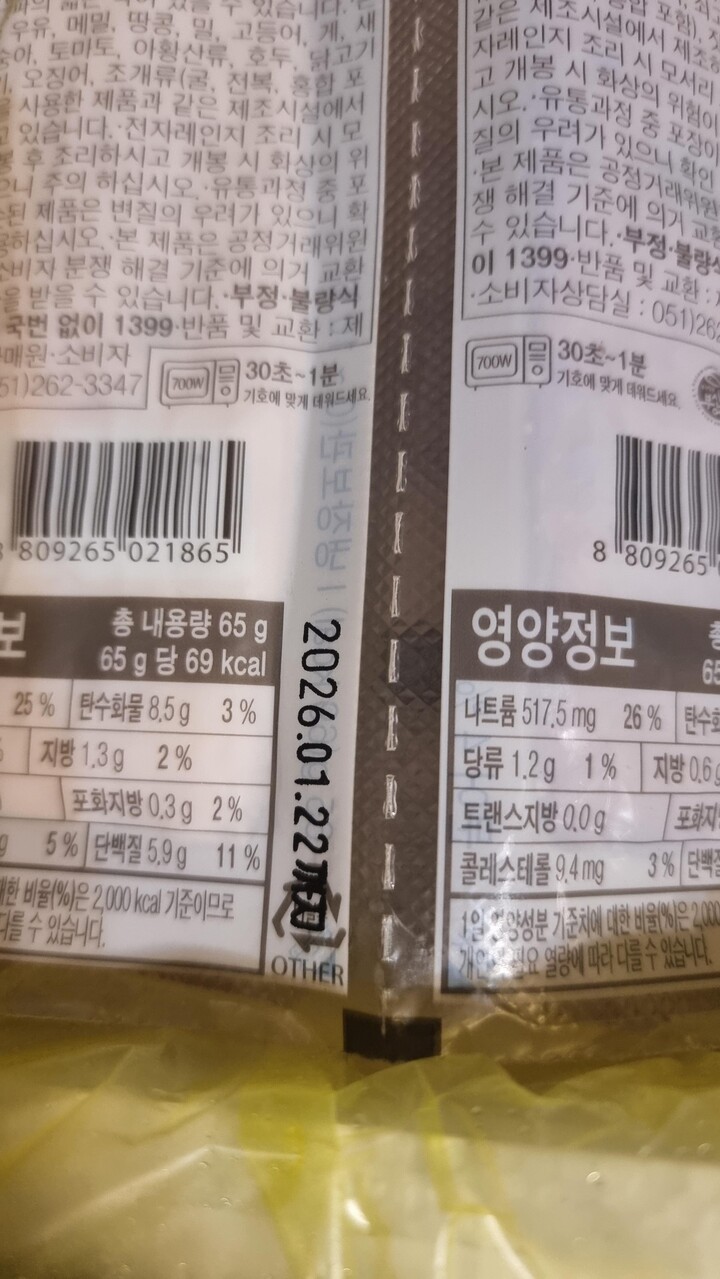 우유, 메밀, 땅콩, 밀, 고등어, 게, 새
토마토, 아황산류, 호두, 닭고기
오징어, 조개류(굴, 전복, 홍합 포
사용한 제품과 같은 제조시설에서
있습니다.·전자레인지 조리 시 모
후 조리하시고 개봉 시 화상의 위
주의 하십시오.·유통과정 중 포
된 제품은 변질의 우려가 있으니 확
하십시오.·본 제품은 공정거래위원
소비자 분쟁 해결 기준에 의거 교환
을 받을 수 있습니다.·부정·불량식
국번 없이 1399·반품 및 교환 : 제
매원·소비자
51)262-3347
700W
30초~1분
기호에 맞게 데워드세요.
809265 021865
보
총 내용량 65 g
65 g 당 69 kcal
25 % 탄수화물 8.5 g 3 %
지방 1.3 g 2 %
포화지방 0.3 g 2 %
5 % 단백질 5.9 g 11 %
대한 비율(%)은 2,000 kcal 기준이므로
다를 수 있습니다.
2026.01.22 까지
OTHER
같은 제조시설에서 제조
자레인지 조리 시 모서리
고 개봉 시 화상의 위험이
시오.·유통과정 중 포장이
질의 우려가 있으니 확인
·본 제품은 공정거래위원
쟁 해결 기준에 의거 교환
수 있습니다.·부정·불량식
이 1399·반품 및 교환 :
·소비자상담실 : 051)26
700W
30초~1분
기호에 맞게 데워드세요.
8 809265
영양정보
나트륨 517.5 mg 26 % 탄수화
당류 1.2 g 1 % 지방 0.6 g
트랜스지방 0.0 g 포화지
콜레스테롤 9.4 mg 3 % 단백질
1일 영양성분 기준치에 대한 비율(%)은 2,000
개인의 필요 열량에 따라 다를 수 있습니다.